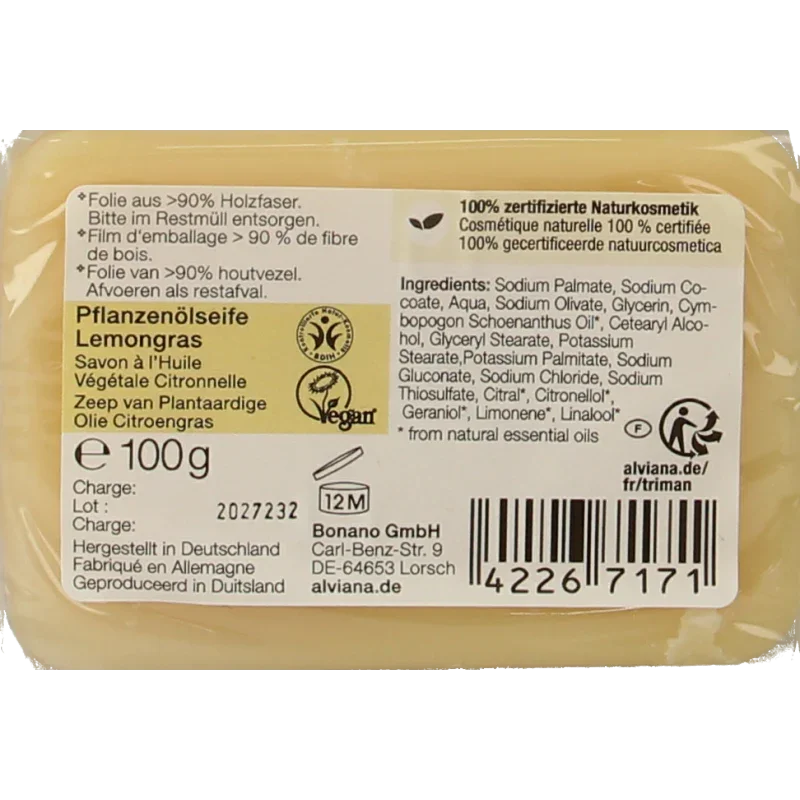 *Folie aus >90% Holzfaser.
Bitte im Restmüll entsorgen.
*Film d'emballage > 90 % de fibre
de bois.
*Folie van >90% houtvezel.
Afvoeren als restafval.
Pflanzenölseife
Lemongras
Savon à l'Huile
Végétale Citronnelle
Zeep van Plantaardige
Olie Citroengras
Kontrollierte Natur-Kosmetik
BDIH
Vegan
℮ 100g
Charge:
Lot :
Charge:
2027232
Hergestellt in Deutschland
Fabriqué en Allemagne
Geproduceerd in Duitsland
12M
Bonano GmbH
Carl-Benz-Str. 9
DE-64653 Lorsch
alviana.de
100% zertifizierte Naturkosmetik
Cosmétique naturelle 100 % certifiée
100% gecertificeerde natuurcosmetica
Ingredients: Sodium Palmate, Sodium Co-
coate, Aqua, Sodium Olivate, Glycerin, Cym-
bopogon Schoenanthus Oil*, Cetearyl Alco-
hol, Glyceryl Stearate, Potassium
Stearate,Potassium Palmitate, Sodium
Gluconate, Sodium Chloride, Sodium
Thiosulfate, Citral*, Citronellol*,
Geraniol*, Limonene*, Linalool*
* from natural essential oils
F
alviana.de/
fr/triman
4226 7171